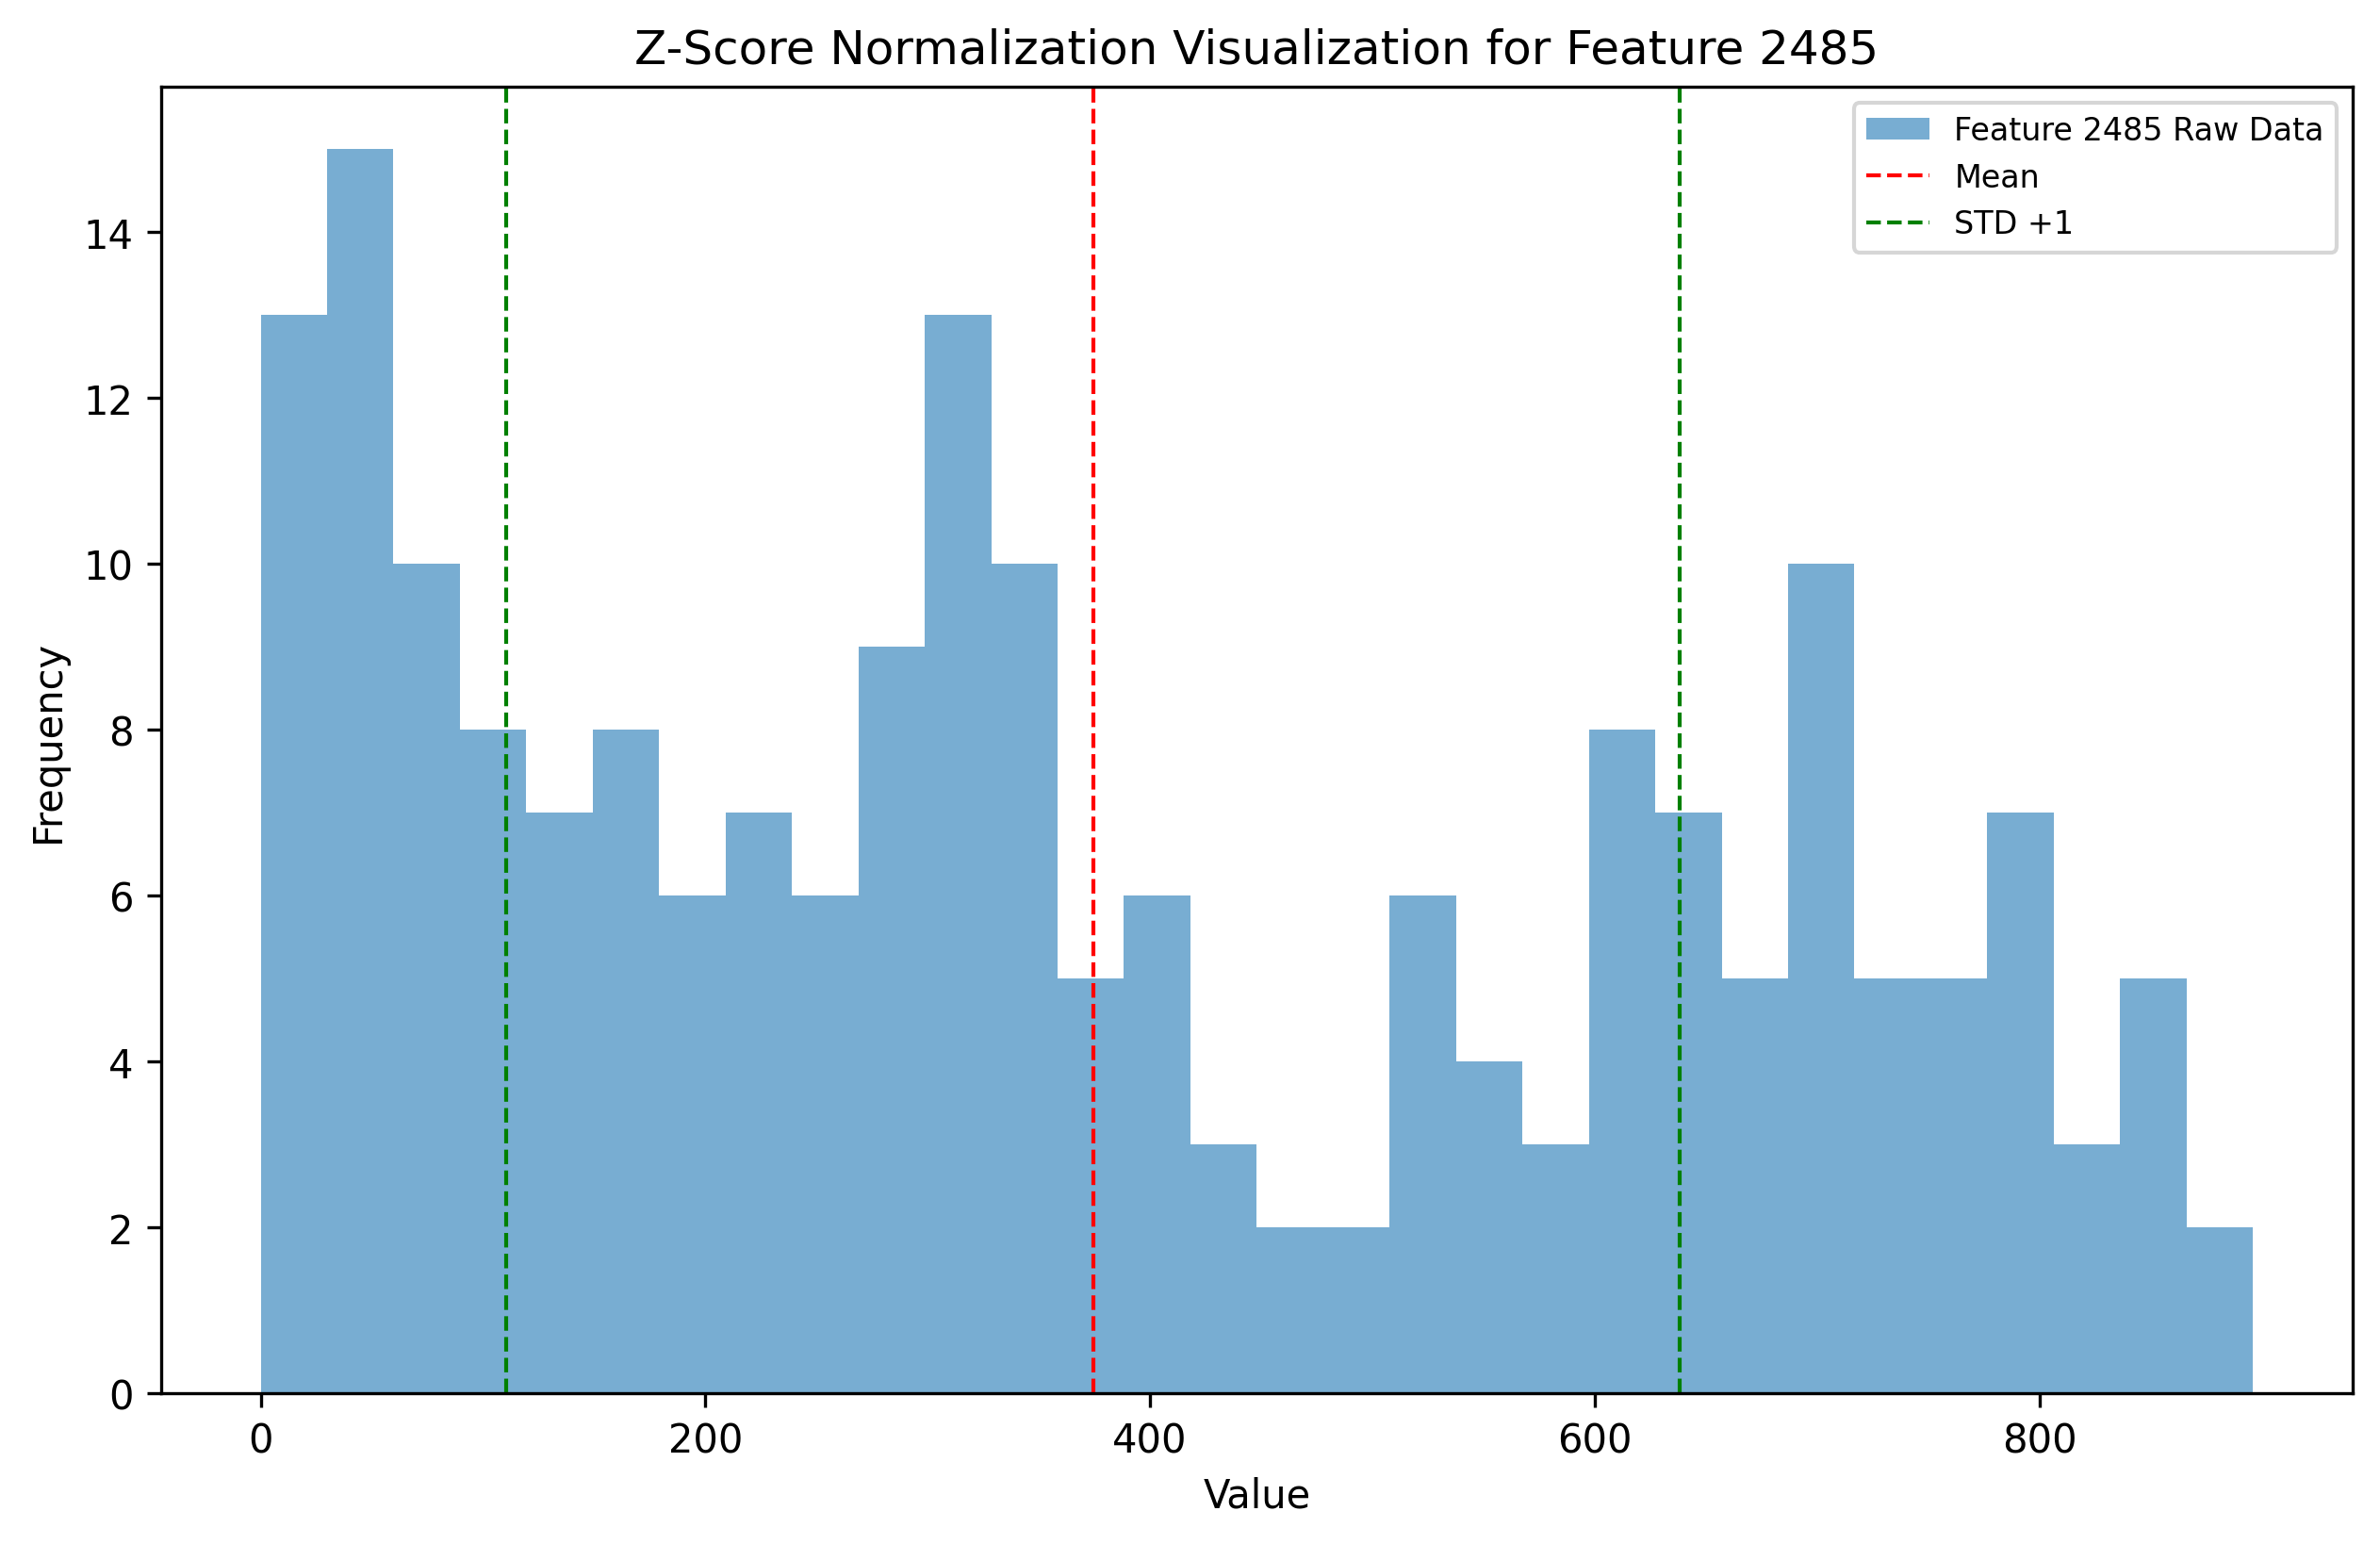 Z-Score Normalization Visualization for Feature 2485
Feature 2485 Raw Data
Mean
STD +1
14
12
10
8
6
4
2
0
Frequency
0 200 400 600 800
Value